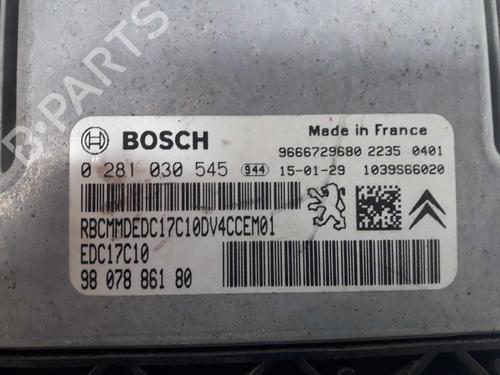 B-PARTS
BOSCH
Made in France
9666729680 2235 0401
0 281 030 545 944 15-01-29 1039S66020
RBCMMDEDC17C10DV4CCEM01
EDC17C10
98 078 861 80